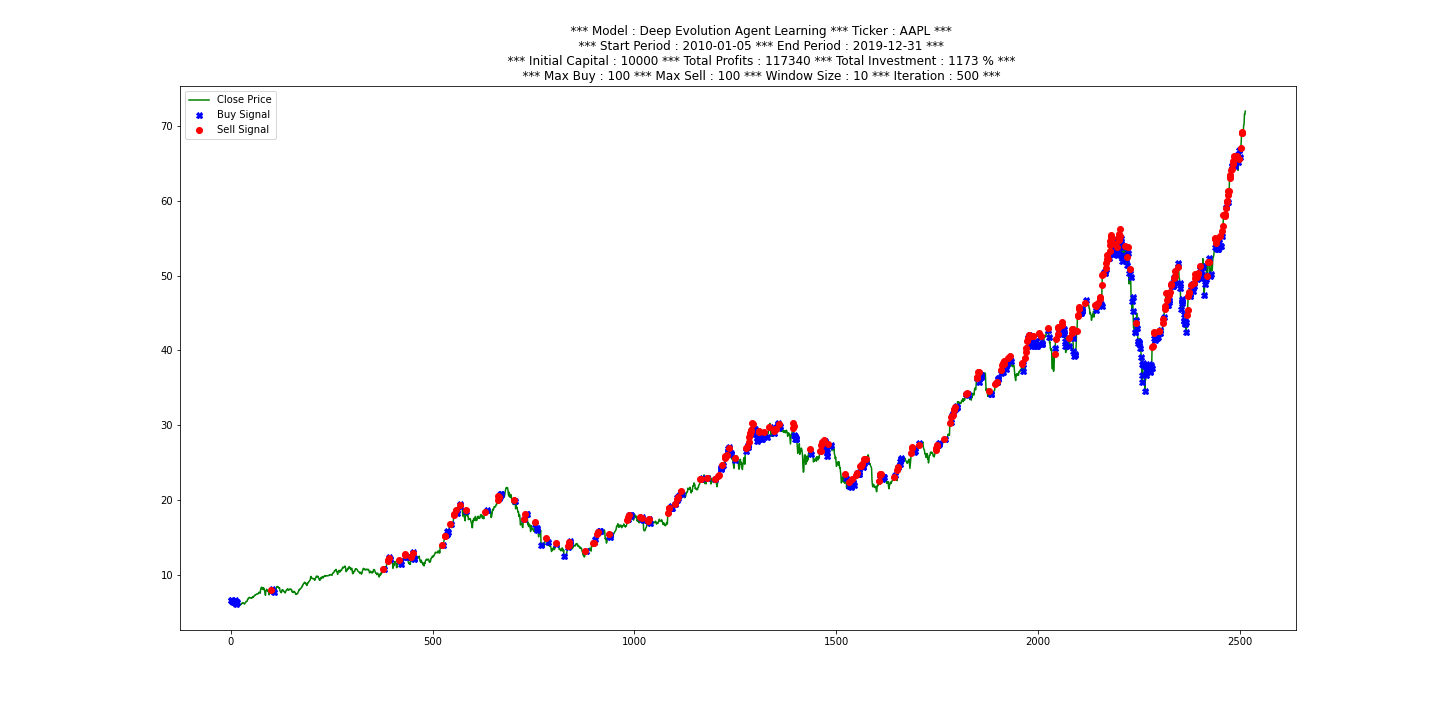 *** Model : Deep Evolution Agent Learning *** Ticker : AAPL ***
*** Start Period : 2010-01-05 *** End Period : 2019-12-31 ***
*** Initial Capital : 10000 *** Total Profits : 117340 *** Total Investment : 1173 % ***
*** Max Buy : 100 *** Max Sell : 100 *** Window Size : 10 *** Iteration : 500 ***
Close Price
Buy Signal
Sell Signal
70
60
50
40
30
20
10
0 500 1000 1500 2000 2500